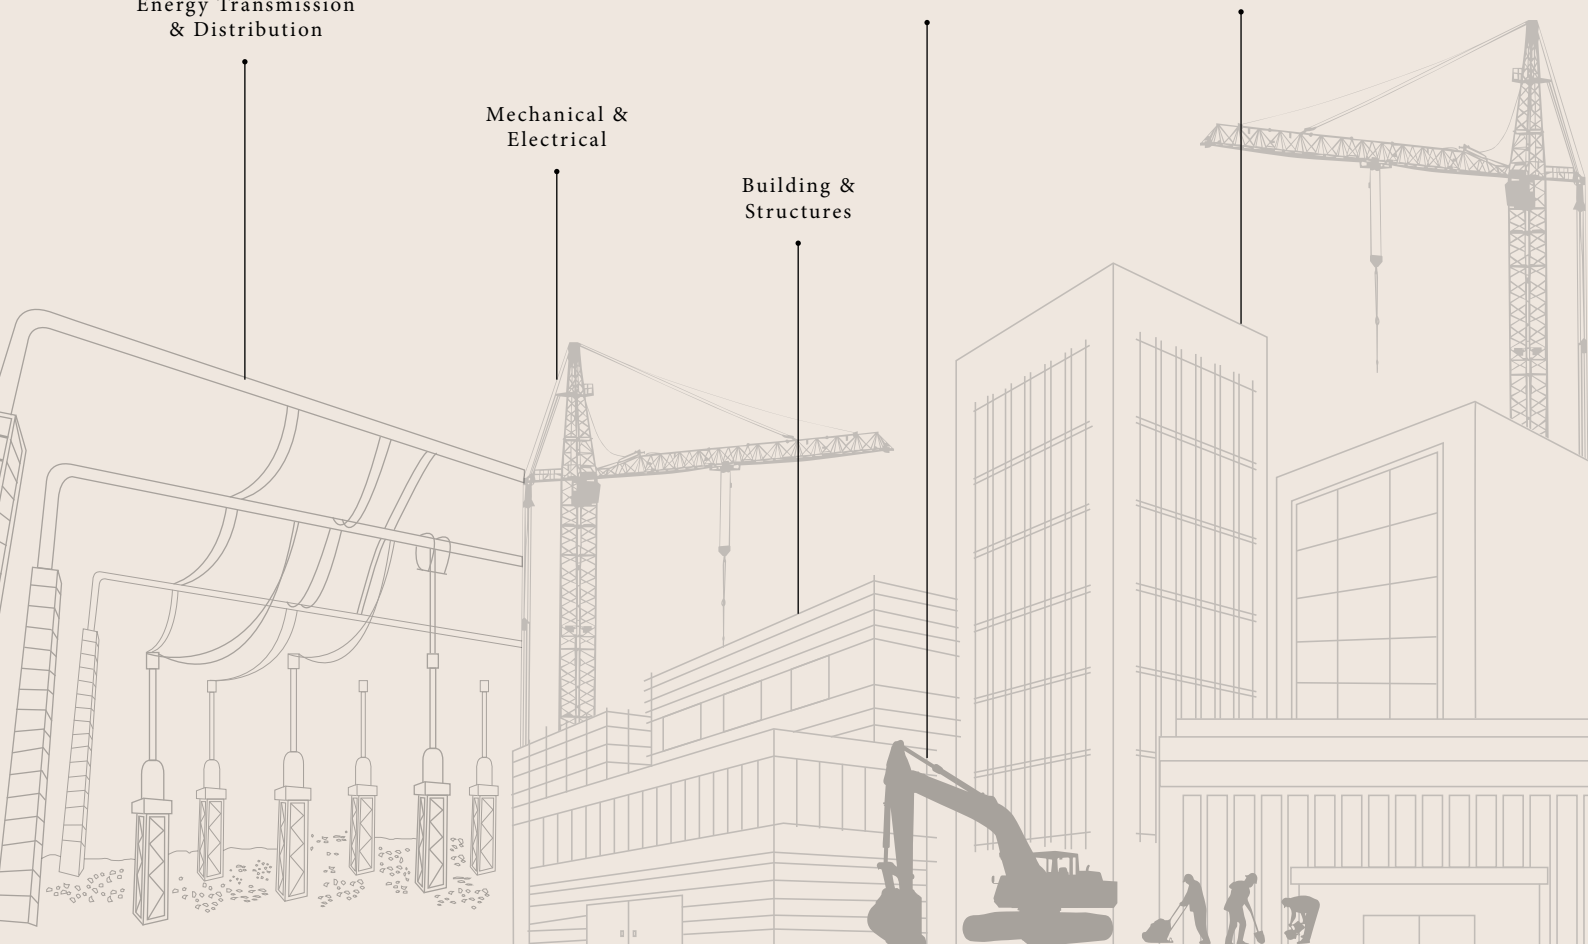 Energy Transmission
& Distribution
Mechanical &
Electrical
Building &
Structures